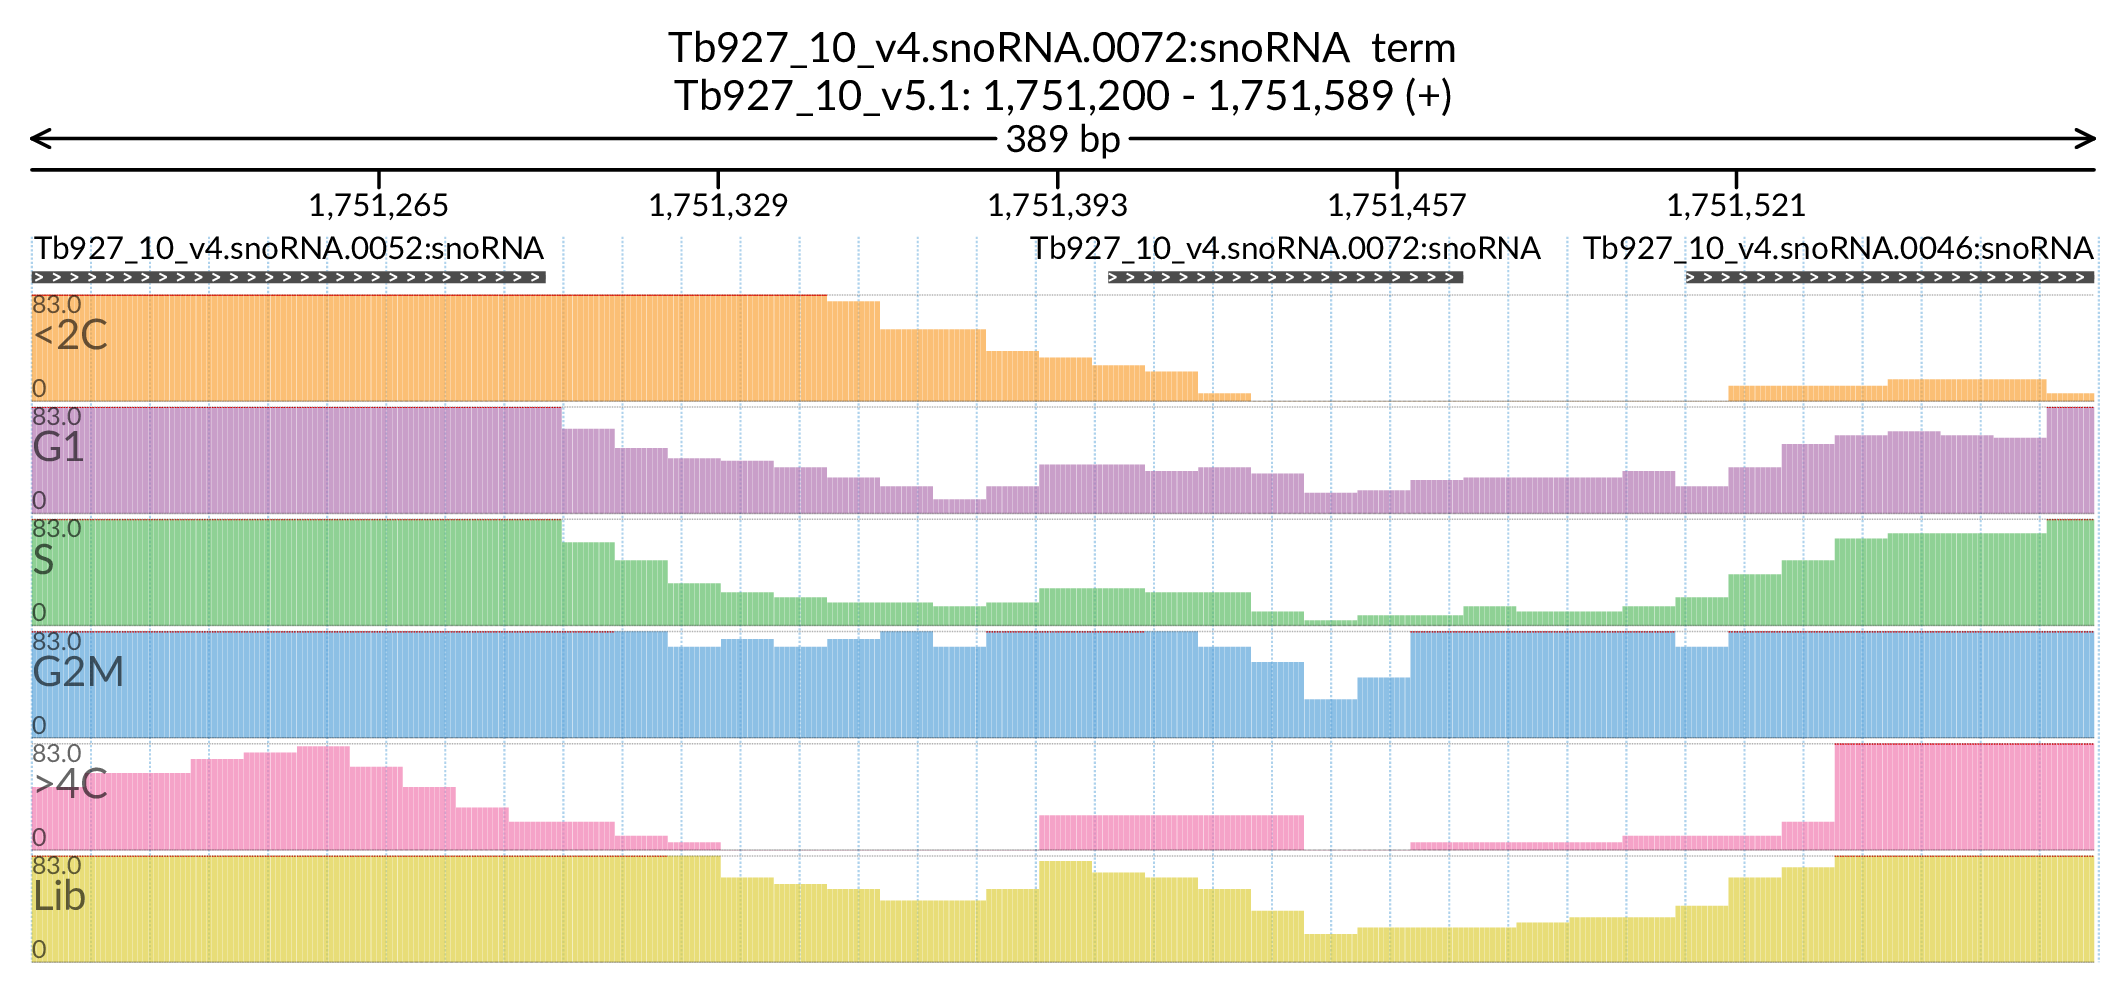 Tb927_10_v4.snoRNA.0072:snoRNA  term
Tb927_10_v5.1: 1,751,200 - 1,751,589 (+)
389 bp
1,751,265 1,751,329 1,751,393 1,751,457 1,751,521
Tb927_10_v4.snoRNA.0052:snoRNA Tb927_10_v4.snoRNA.0072:snoRNA Tb927_10_v4.snoRNA.0046:snoRNA
83.0
<2C
0
83.0
G1
0
83.0
S
0
83.0
G2M
0
83.0
>4C
0
83.0
Lib
0